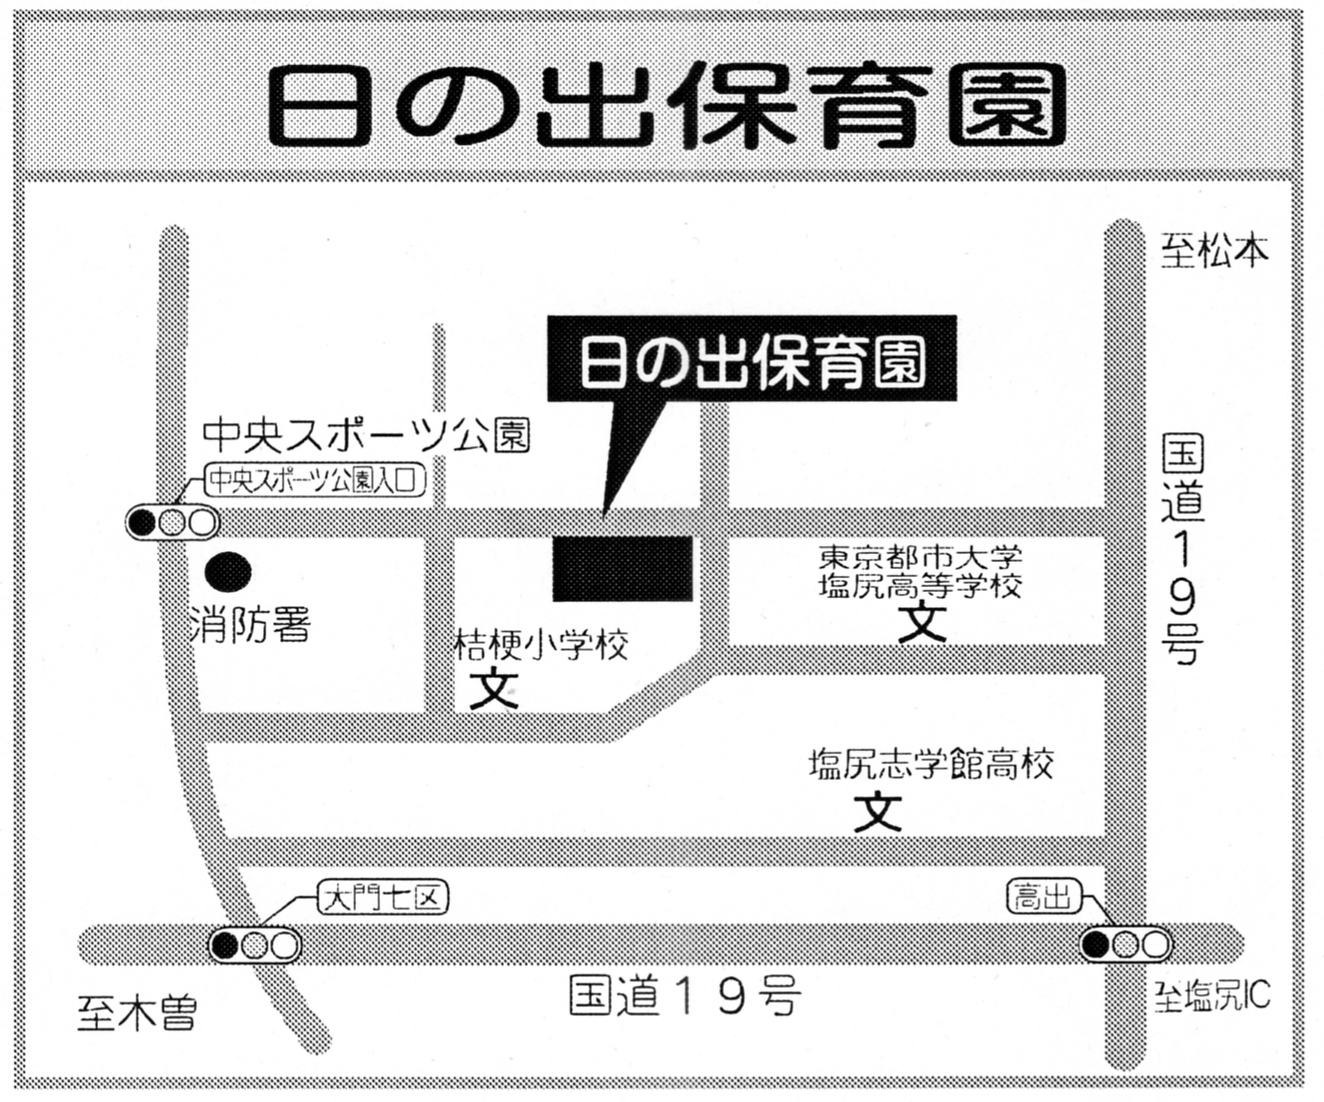 日の出保育園
至松本
日の出保育園
中央スポーツ公園
中央スポーツ公園入口
国道19号
東京都市大学
塩尻高等学校
文
消防署
桔梗小学校
文
塩尻志学館高校
文
大門七区
高出
国道19号
至木曽
至塩尻IC